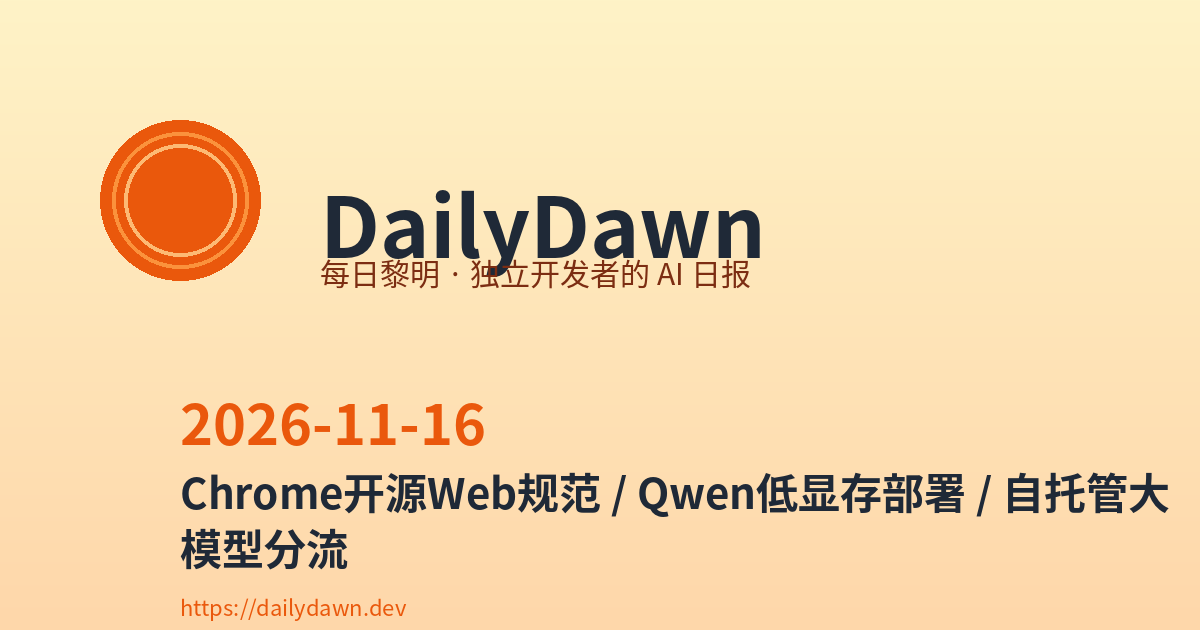 DailyDawn
每日黎明 · 独立开发者的 AI 日报
2026-11-16
Chrome开源Web规范 / Qwen低显存部署 / 自托管大
模型分流
https://dailydawn.dev